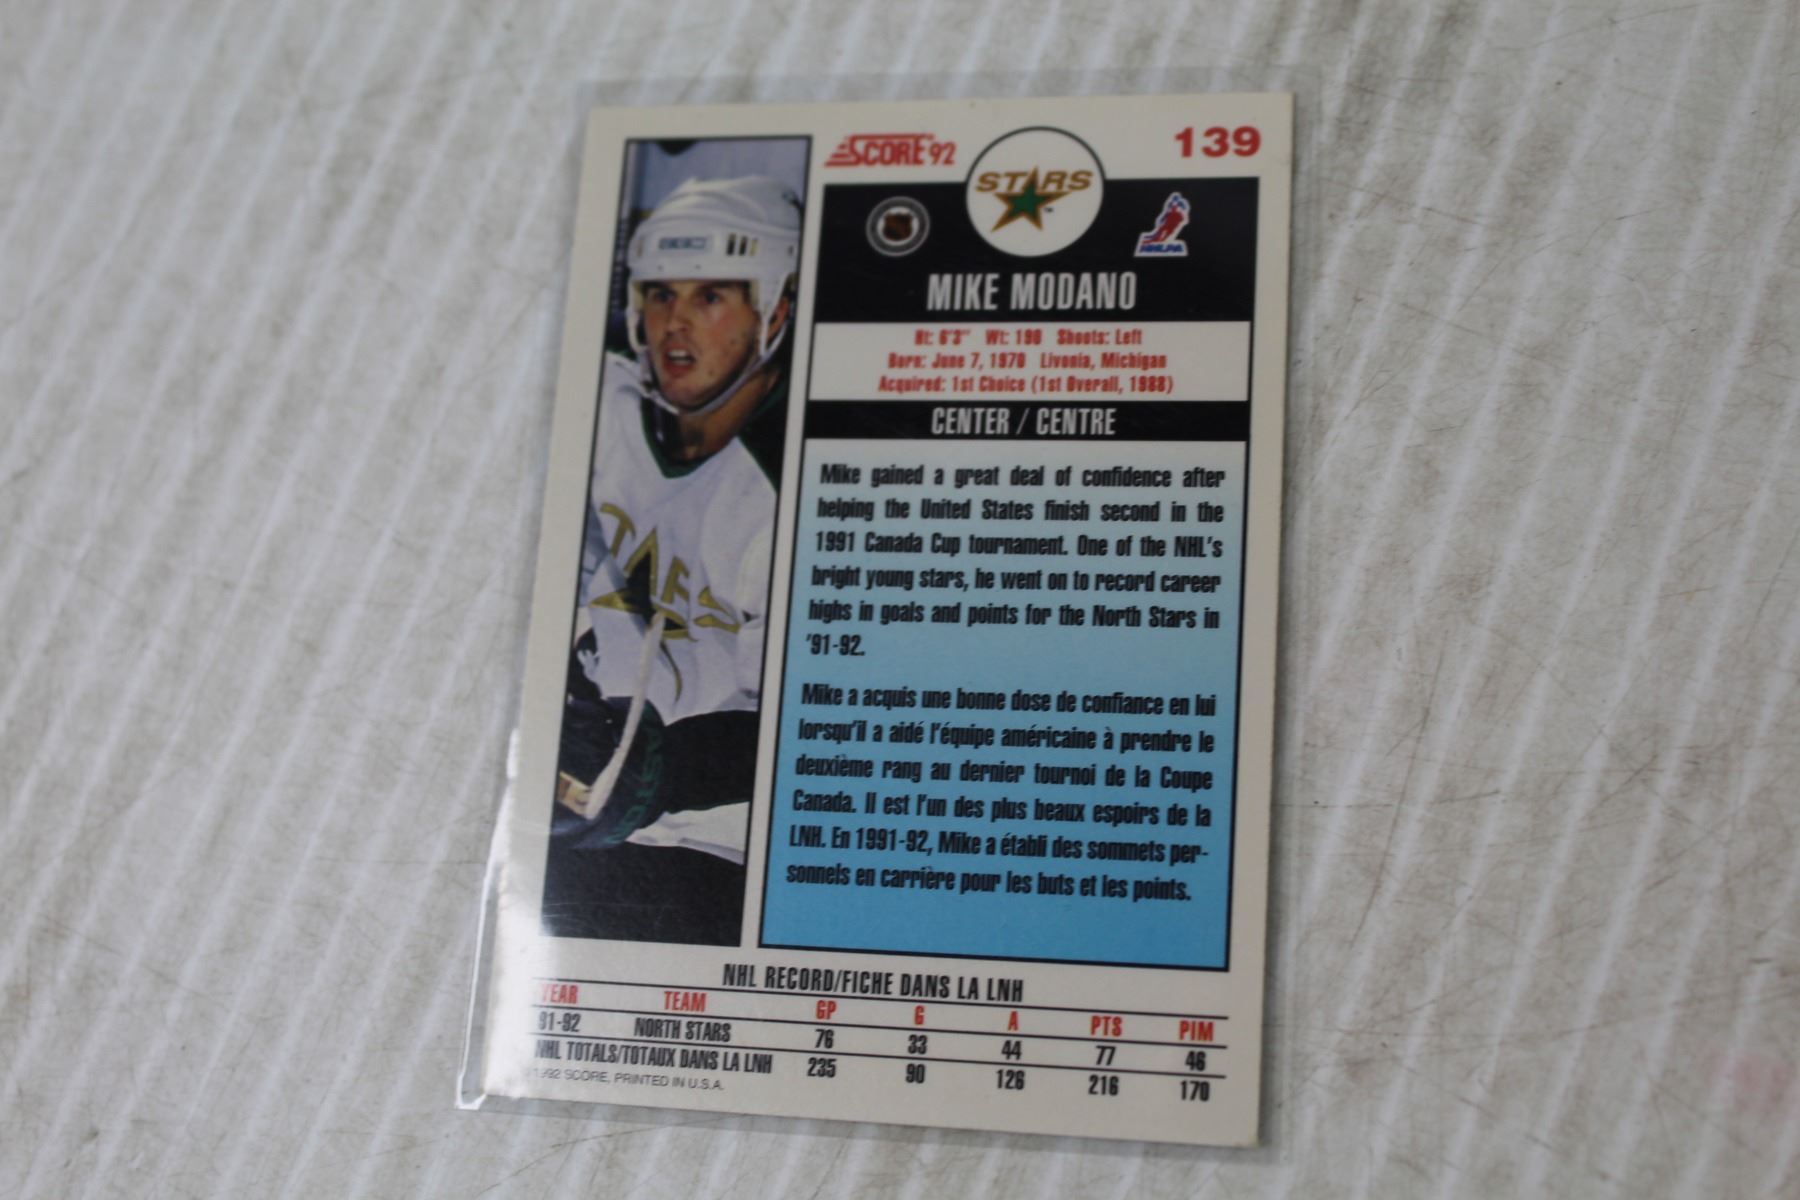 SCORE 92
139
STARS
NHLPA
MIKE MODANO
Ht: 6'3" Wt: 190 Shoots: Left
Born: June 7, 1970 Livonia, Michigan
Acquired: 1st Choice (1st Overall, 1988)
CENTER / CENTRE
Mike gained a great deal of confidence after
helping the United States finish second in the
1991 Canada Cup tournament. One of the NHL's
bright young stars, he went on to record career
highs in goals and points for the North Stars in
'91-92.
Mike a acquis une bonne dose de confiance en lui
lorsqu'il a aidé l'équipe américaine à prendre le
deuxième rang au dernier tournoi de la Coupe
Canada. Il est l'un des plus beaux espoirs de la
LNH. En 1991-92, Mike a établi des sommets per-
sonnels en carrière pour les buts et les points.
STARS
NHL RECORD/FICHE DANS LA LNH
YEAR TEAM GP G A PTS PIM
91-92 NORTH STARS 76 33 44 77 46
NHL TOTALS/TOTAUX DANS LA LNH 235 90 126 216 170
1992 SCORE, PRINTED IN U.S.A.